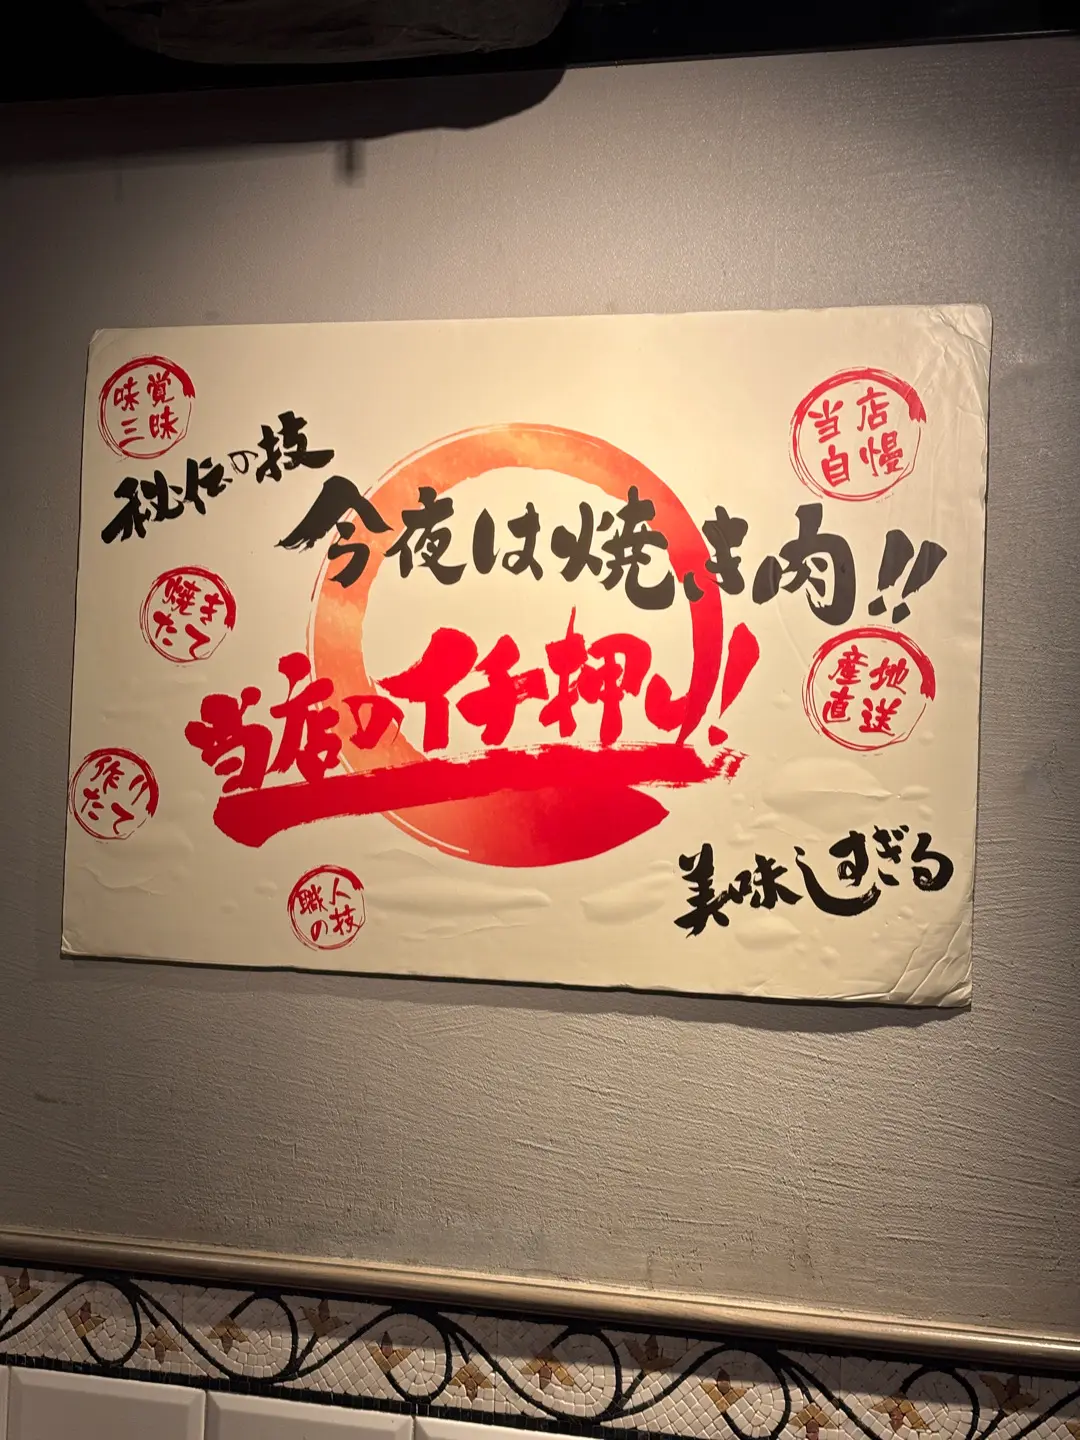 味覚
三昧
当店
自慢
秘伝の技
今夜は焼き肉!!
焼き
たて
当店のイチ押し!
産地
直送
作り
たて
美味しすぎる
職人
の技